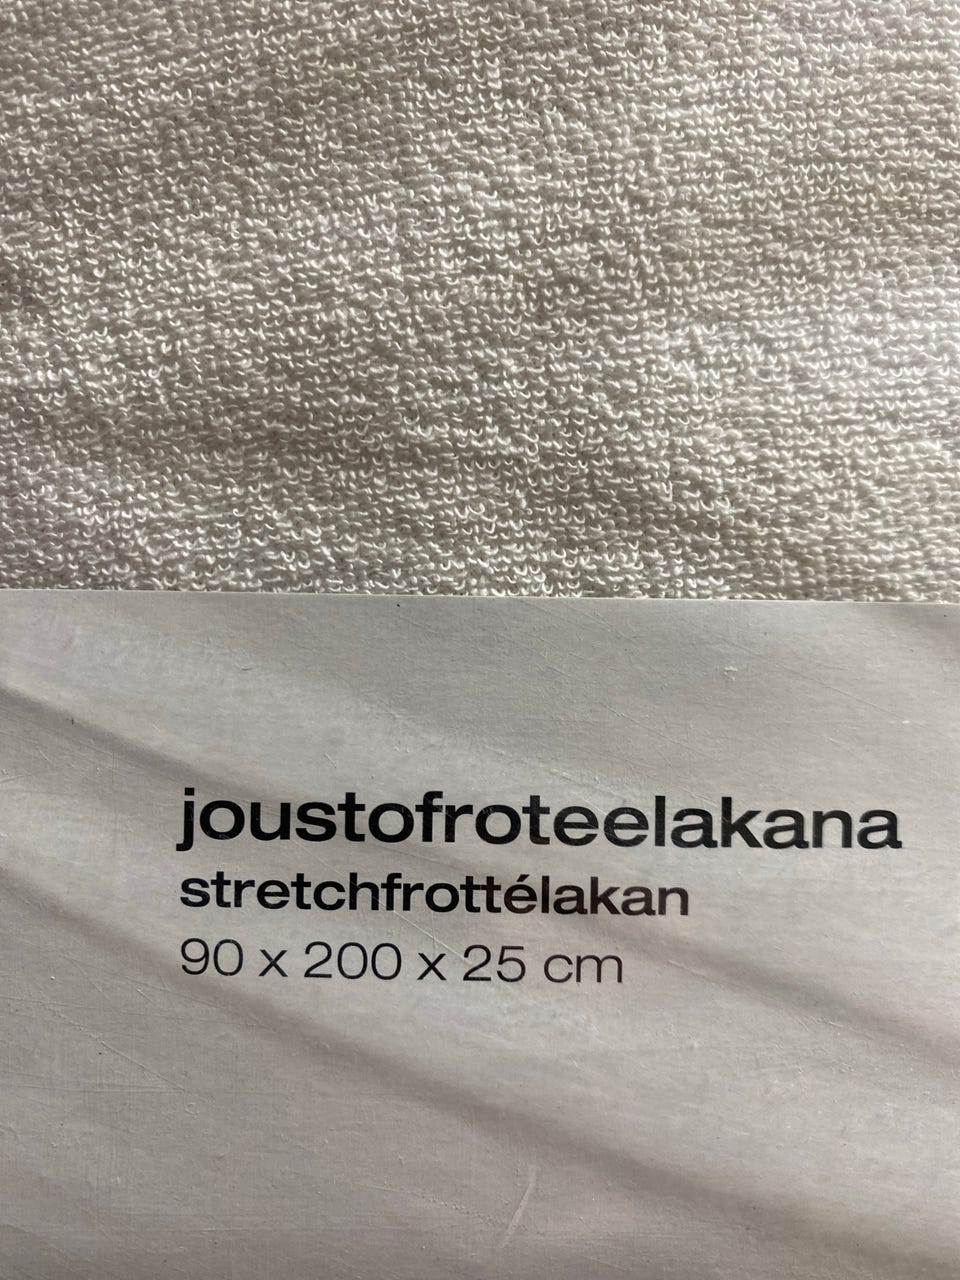 joustofroteelakana
stretchfrottélakan
90 x 200 x 25 cm